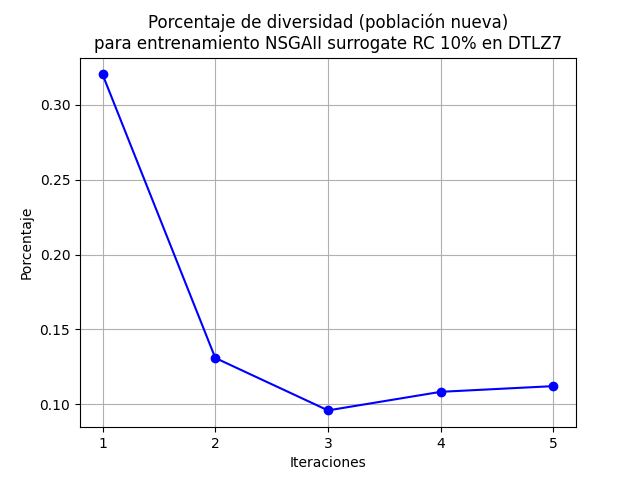 Porcentaje de diversidad (población nueva)
para entrenamiento NSGAII surrogate RC 10% en DTLZ7
Porcentaje
0.30
0.25
0.20
0.15
0.10
1 2 3 4 5
Iteraciones